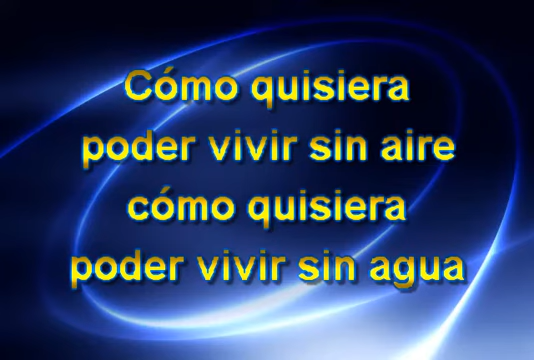 Cómo quisiera
poder vivir sin aire
cómo quisiera
poder vivir sin agua